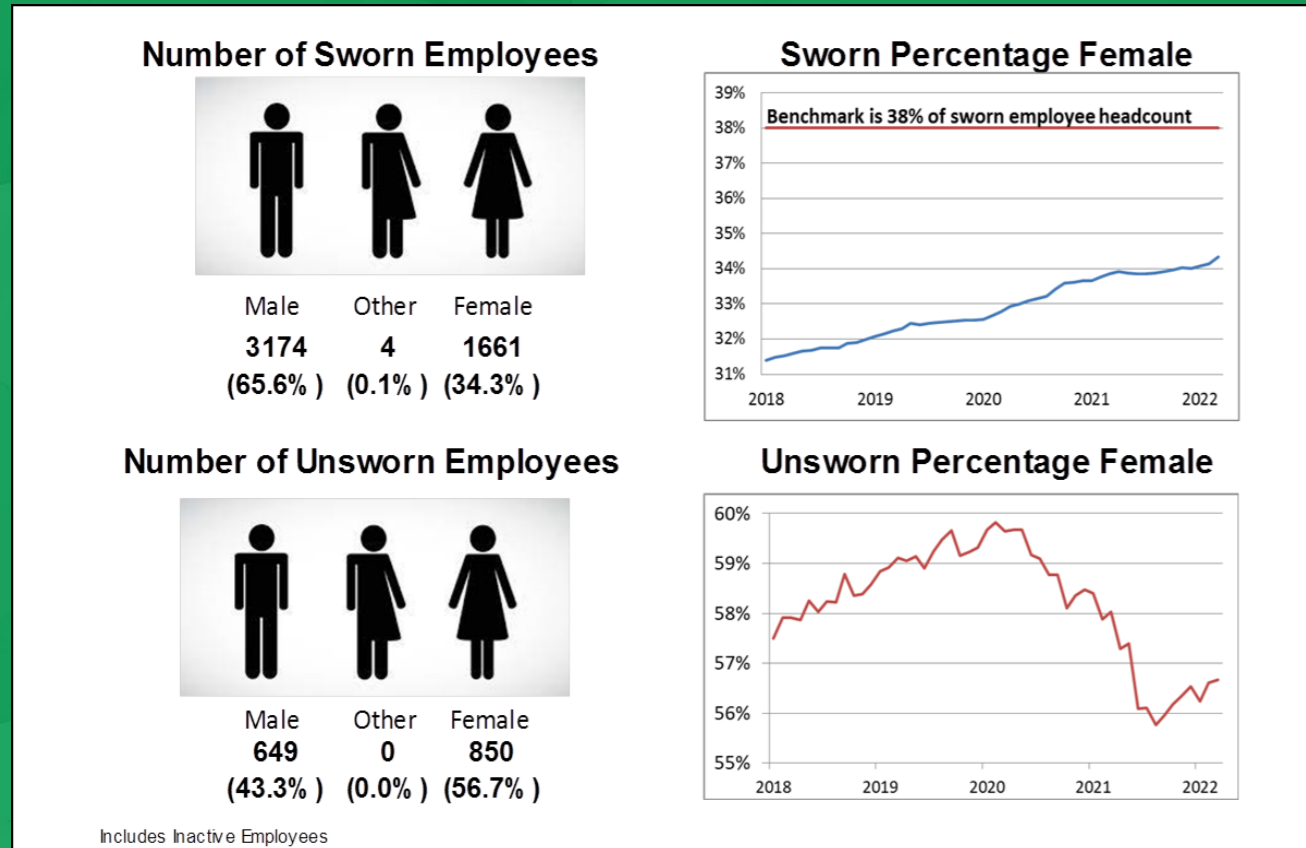 Number of Sworn Employees
Male Other Female
3174 4 1661
(65.6% ) (0.1% ) (34.3% )
Sworn Percentage Female
39%
Benchmark is 38% of sworn employee headcount
38%
37%
36%
35%
34%
33%
32%
31%
2018 2019 2020 2021 2022
Number of Unsworn Employees
Male Other Female
649 0 850
(43.3% ) (0.0% ) (56.7% )
Unsworn Percentage Female
60%
59%
58%
57%
56%
55%
2018 2019 2020 2021 2022
Includes Inactive Employees